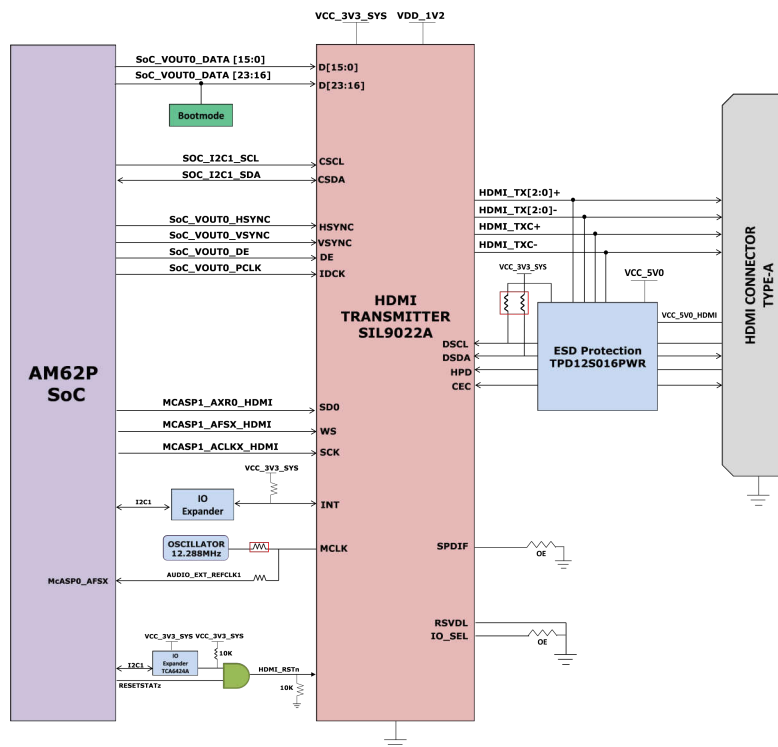 VCC_3V3_SYS
VDD_1V2
SoC_VOUT0_DATA [15:0]
D[15:0]
SoC_VOUT0_DATA [23:16]
D[23:16]
Bootmode
SOC_I2C1_SCL
CSCL
SOC_I2C1_SDA
CSDA
HDMI_TX[2:0]+
HDMI_TX[2:0]-
HDMI_TXC+
HDMI_TXC-
SoC_VOUT0_HSYNC
HSYNC
SoC_VOUT0_VSYNC
VSYNC
SoC_VOUT0_DE
DE
SoC_VOUT0_PCLK
IDCK
VCC_3V3_SYS
VCC_5V0
VCC_5V0_HDMI
HDMI
TRANSMITTER
SIL9022A
HDMI CONNECTOR
TYPE-A
DSCL
DSDA
HPD
CEC
ESD Protection
TPD12S016PWR
AM62P
SoC
MCASP1_AXR0_HDMI
SD0
MCASP1_AFSX_HDMI
WS
MCASP1_ACLKX_HDMI
SCK
VCC_3V3_SYS
I2C1
IO
Expander
INT
OSCILLATOR
12.288MHz
MCLK
SPDIF
OE
McASP0_AFSX
AUDIO_EXT_REFCLK1
RSVDL
IO_SEL
OE
VCC_3V3_SYS
VCC_3V3_SYS
10K
I2C1
IO
Expander
TCA6424A
HDMI_RSTn
RESETSTATz
10K